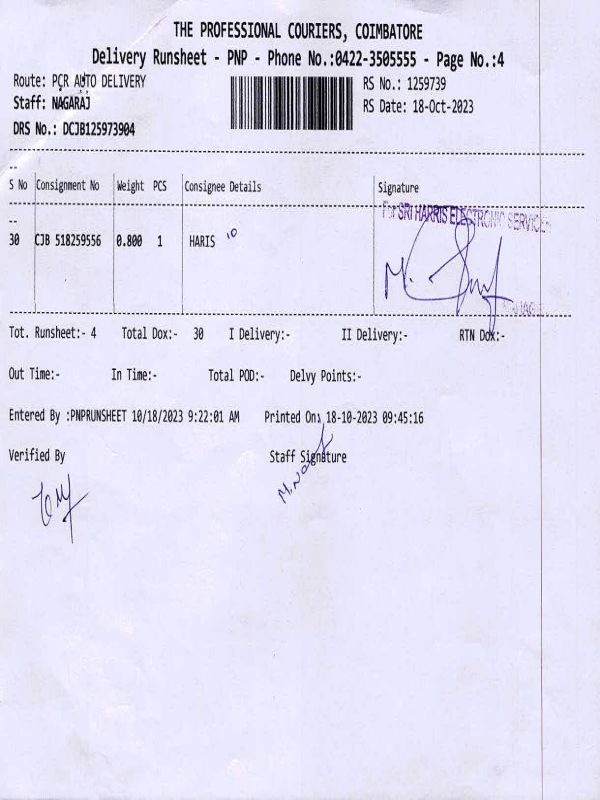 THE PROFESSIONAL COURIERS, COIMBATORE
Delivery Runsheet - PNP - Phone No.:0422-3505555 - Page No.:4
Route: PCR AUTO DELIVERY
RS No.: 1259739
Staff: NAGARAJ
RS Date: 18-Oct-2023
DRS No.: DCJB125973904
S No Consignment No Weight PCS Consignee Details Signature
For SRI HARRIS ELECTRONIC SERVICES
30 CJB 518259556 0.800 1 HARIS 10
Tot. Runsheet:- 4 Total Dox:- 30 I Delivery:- II Delivery:- RTN Dox:-
Out Time:- In Time:- Total POD:- Delvy Points:-
Entered By :PNPRUNSHEET 10/18/2023 9:22:01 AM Printed On: 18-10-2023 09:45:16
Verified By Staff Signature